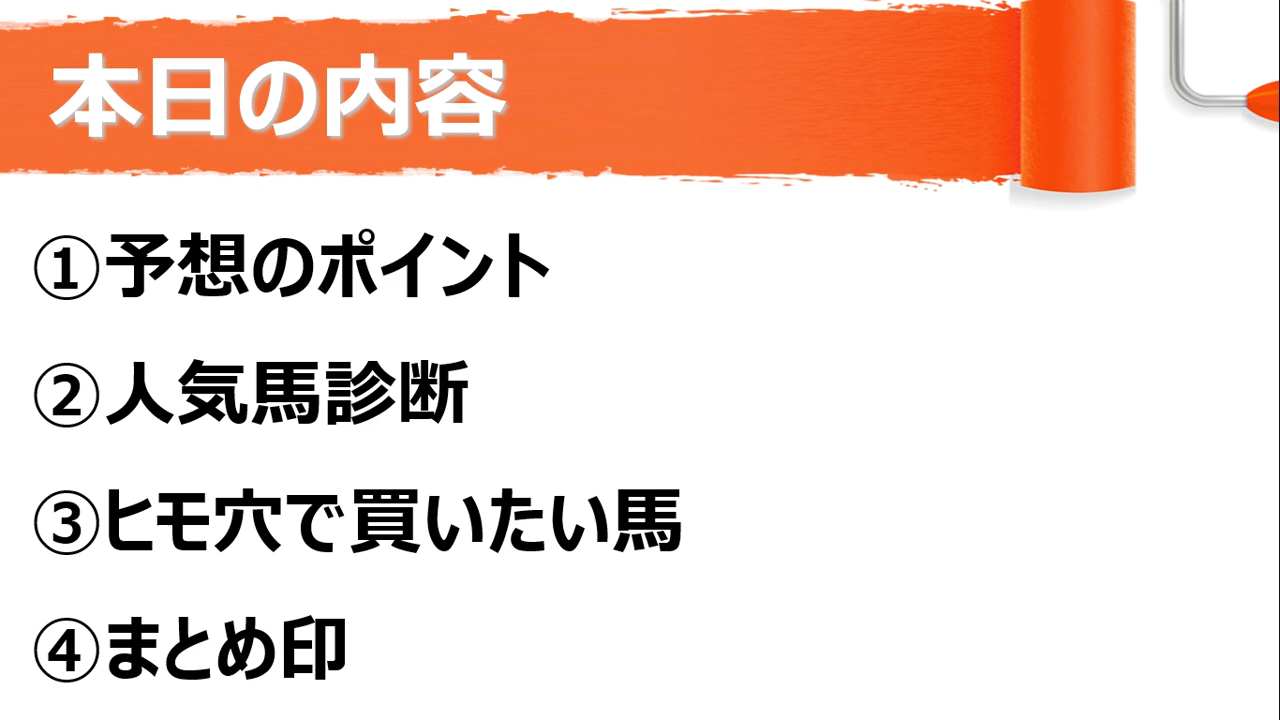 本日の内容
①予想のポイント
②人気馬診断
③ヒモ穴で買いたい馬
④まとめ印